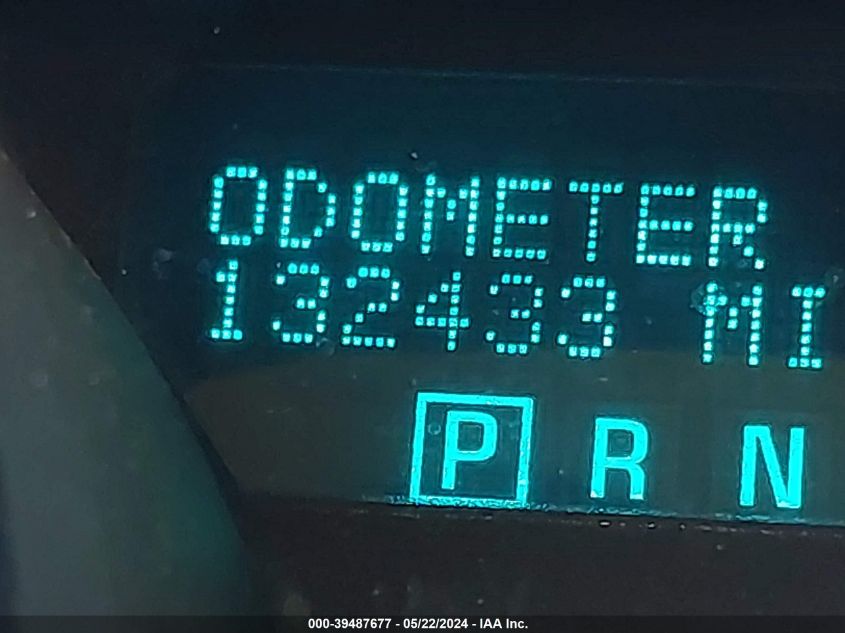 ODOMETER
132433 MI
P R N
000-39487677 - 05/22/2024 - IAA Inc.